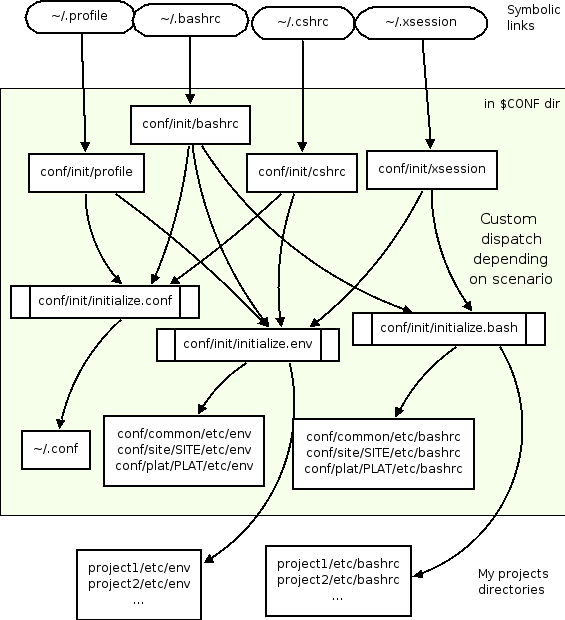 ~/.profile
~/.bashrc
~/.cshrc
~/.xsession
Symbolic
links
in $CONF dir
conf/init/bashrc
conf/init/profile
conf/init/cshrc
conf/init/xsession
Custom
dispatch
depending
on scenario
conf/init/initialize.conf
conf/init/initialize.env
conf/init/initialize.bash
~/.conf
conf/common/etc/env
conf/site/SITE/etc/env
conf/plat/PLAT/etc/env
conf/common/etc/bashrc
conf/site/SITE/etc/bashrc
conf/plat/PLAT/etc/bashrc
project1/etc/env
project2/etc/env
...
project1/etc/bashrc
project2/etc/bashrc
...
My projects
directories